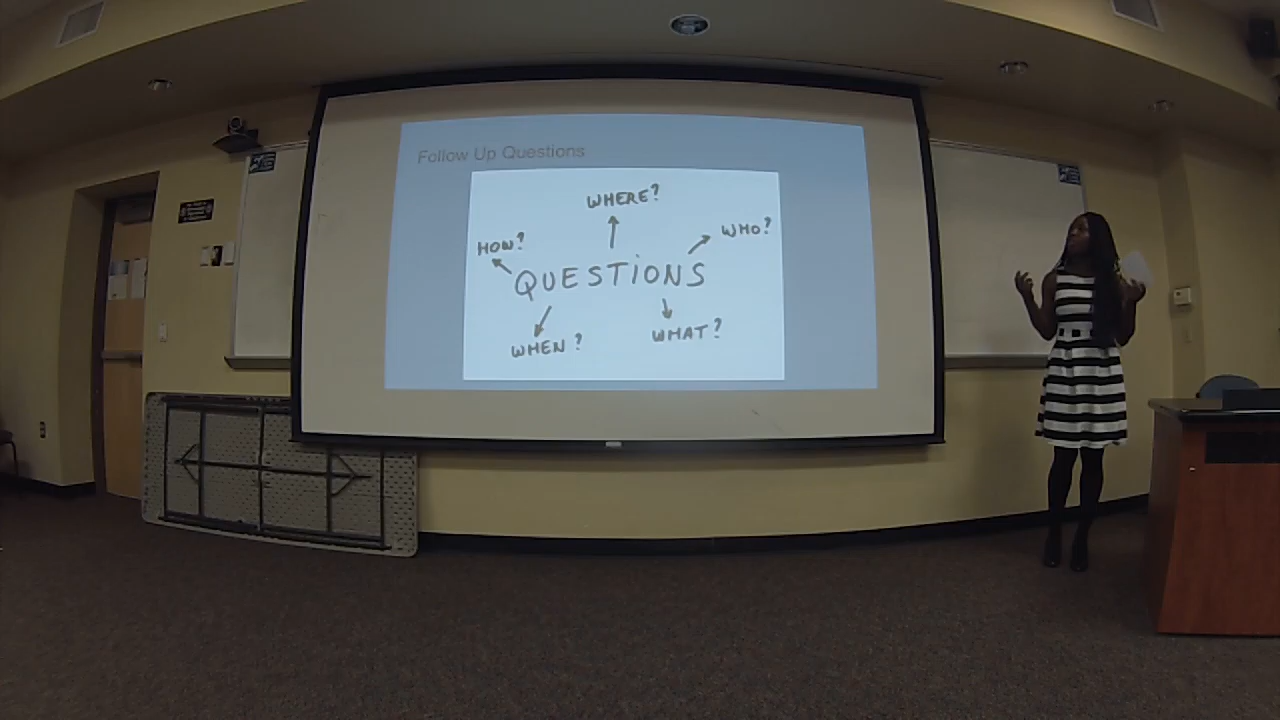 Follow Up Questions
WHERE?
WHO?
HOW?
QUESTIONS
WHEN?
WHAT?